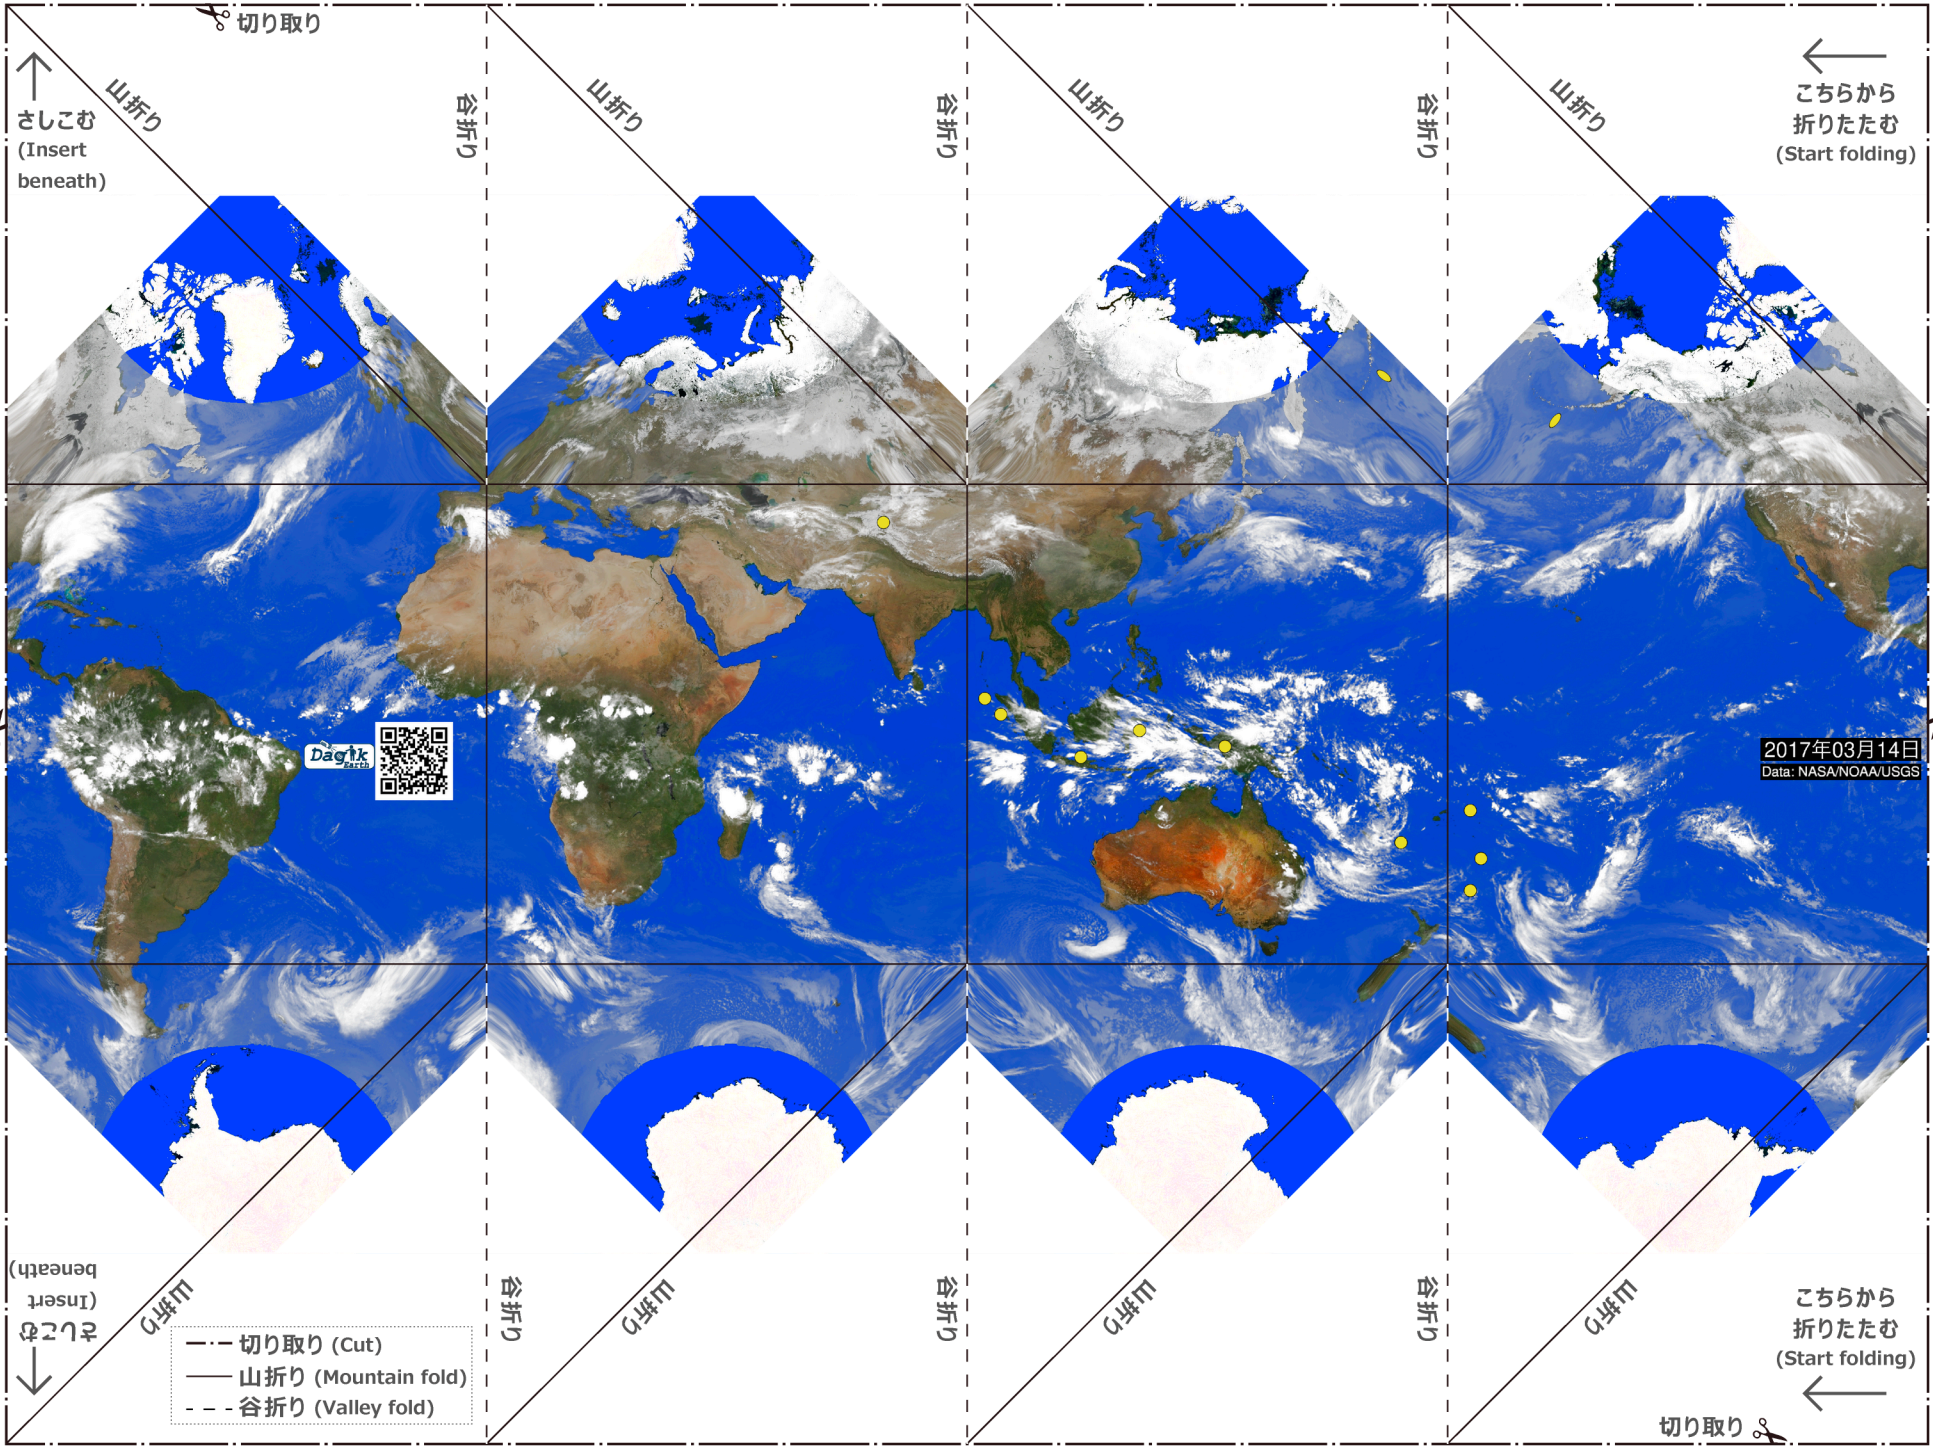 切り取り
山折り
谷折り
山折り
谷折り
山折り
谷折り
山折り
さしこむ
(Insert
beneath)
こちらから
折りたたむ
(Start folding)
Dagik
Earth
2017年03月14日
Data: NASA/NOAA/USGS
さしこむ
(Insert
beneath)
山折り
谷折り
山折り
谷折り
山折り
谷折り
山折り
こちらから
折りたたむ
(Start folding)
切り取り (Cut)
山折り (Mountain fold)
谷折り (Valley fold)
切り取り